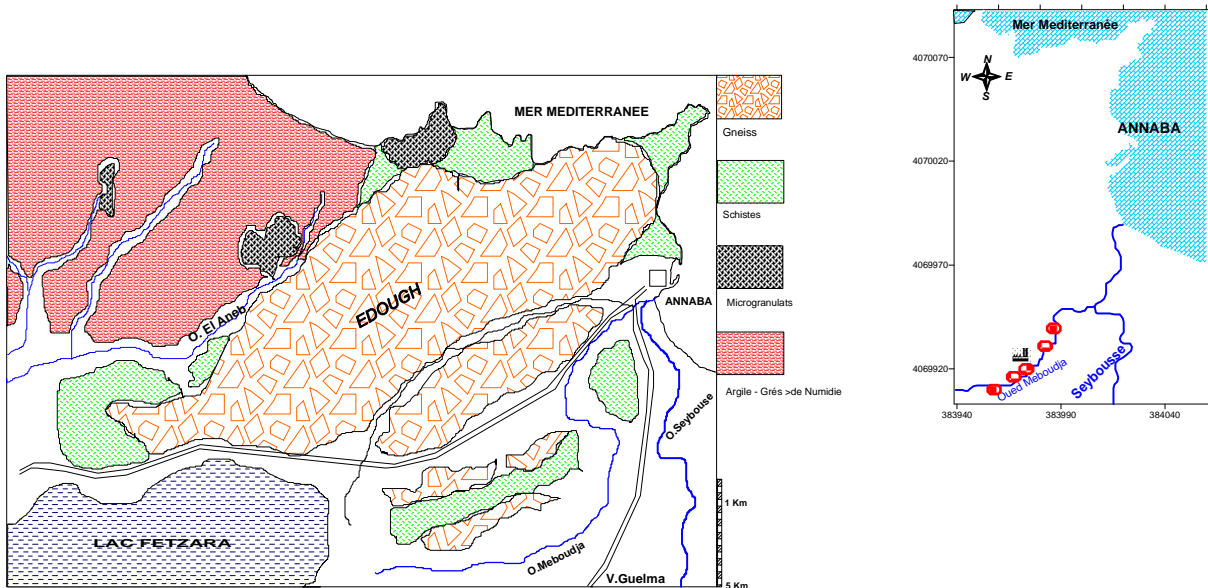 MER MEDITERRANEE
Gneiss
Schistes
Microgranulats
Argile - Grés >de Numidie
EDOUGH
O. El Aneb
ANNABA
O.Seybouse
O.Meboudja
LAC FETZARA
V.Guelma
1 Km
5 Km
Mer Mediterranée
N
W
E
S
ANNABA
Seybousse
Oued Meboudja
4070070
4070020
4069970
4069920
383940
383990
384040